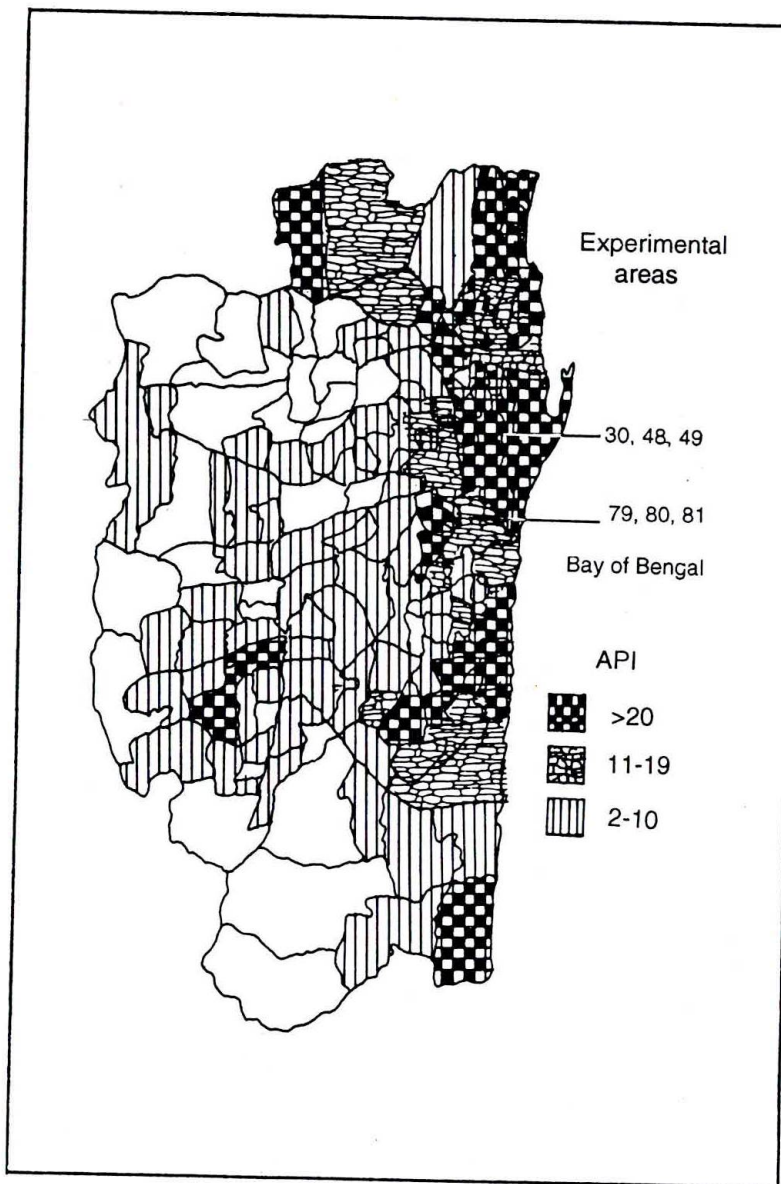 Experimental
areas
30, 48, 49
79, 80, 81
Bay of Bengal
API
>20
11-19
2-10